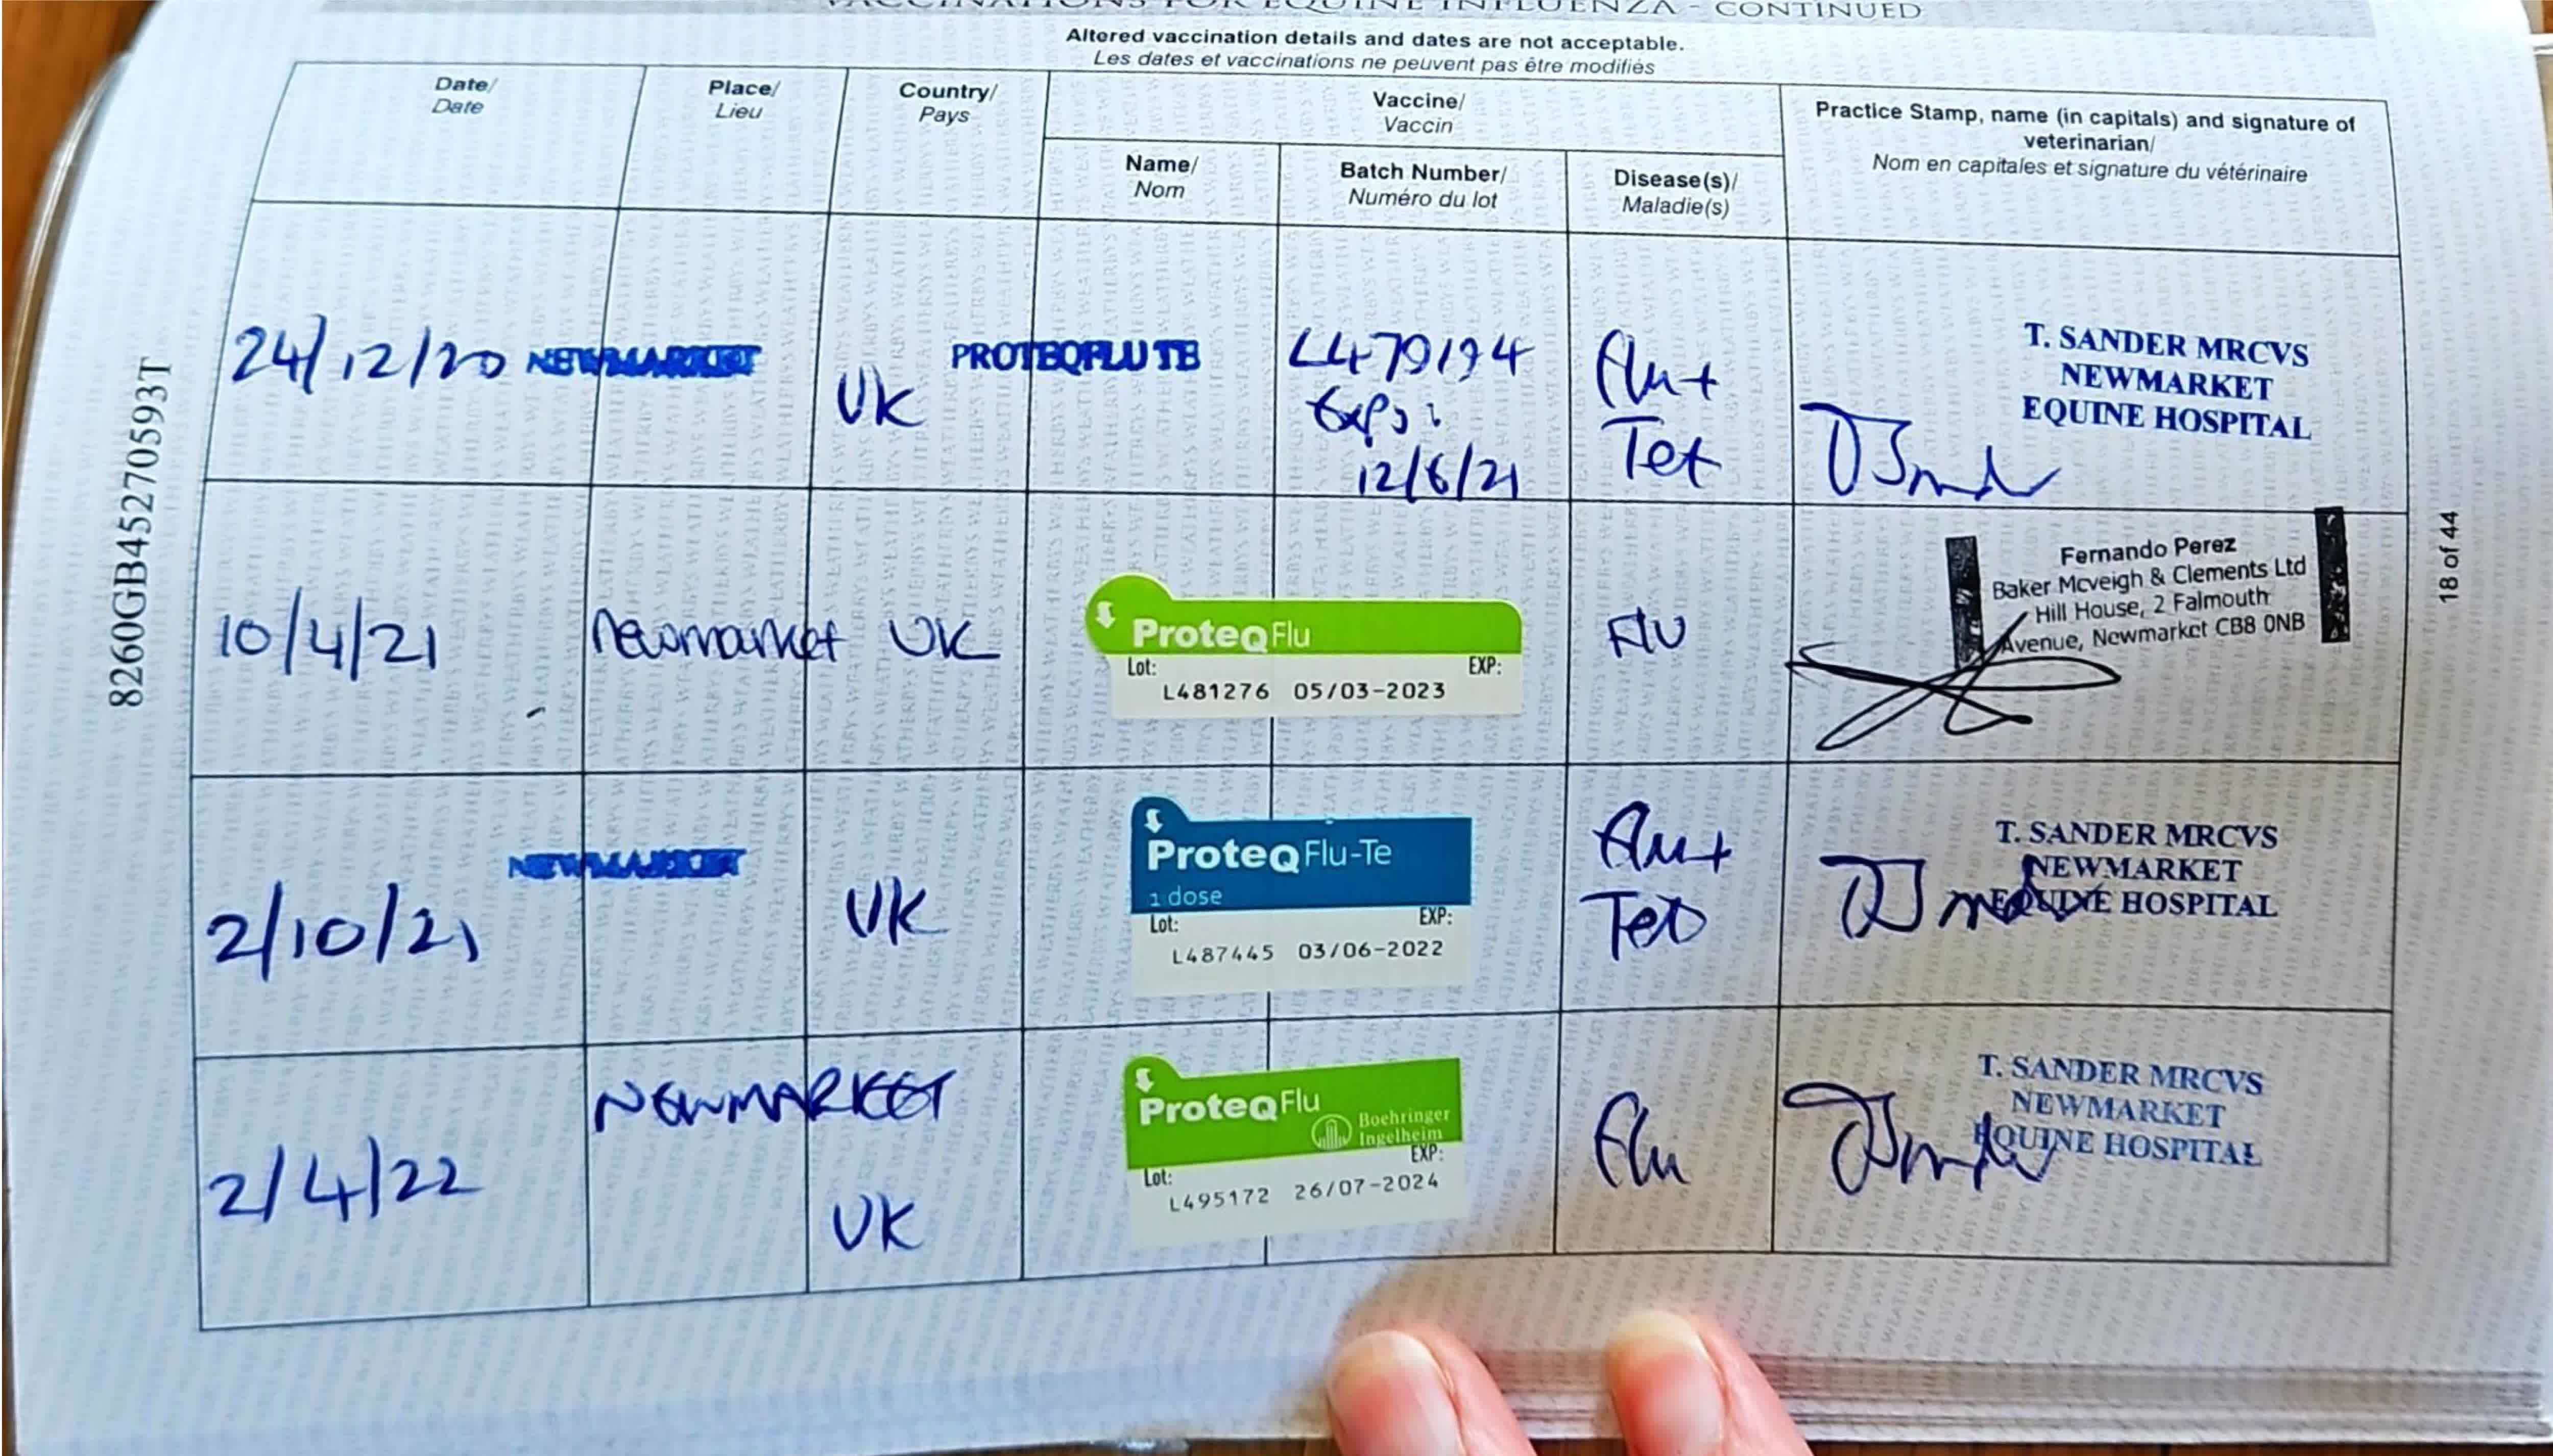 VACCINATIONS FOR EQUINE INFLUENZA - CONTINUED
Altered vaccination details and dates are not acceptable.
Les dates et vaccinations ne peuvent pas être modifiés
Date/
Date
Place/
Lieu
Country/
Pays
Vaccine/
Vaccin
Name/
Nom
Batch Number/
Numéro du lot
Disease(s)/
Maladie(s)
Practice Stamp, name (in capitals) and signature of
veterinarian/
Nom en capitales et signature du vétérinaire
8260GB45270593T
18 of 44
24/12/20
NEWMARKET
UK
PROTEQFLU TE
L479194
Exp:
12/6/21
Flu +
Tet
T. SANDER MRCVS
NEWMARKET
EQUINE HOSPITAL
10/4/21
Newmarket
UK
ProteqFlu
Lot: EXP:
L481276 05/03-2023
FLU
Fernando Perez
Baker Mcveigh & Clements Ltd
Hill House, 2 Falmouth
Avenue, Newmarket CB8 0NB
2/10/21
NEWMARKET
UK
ProteqFlu-Te
1 dose
Lot: EXP:
L487445 03/06-2022
Flu +
Tet
T. SANDER MRCVS
NEWMARKET
EQUINE HOSPITAL
2/4/22
NEWMARKET
UK
ProteqFlu
Boehringer
Ingelheim
Lot: EXP:
L495172 26/07-2024
Flu
T. SANDER MRCVS
NEWMARKET
EQUINE HOSPITAL